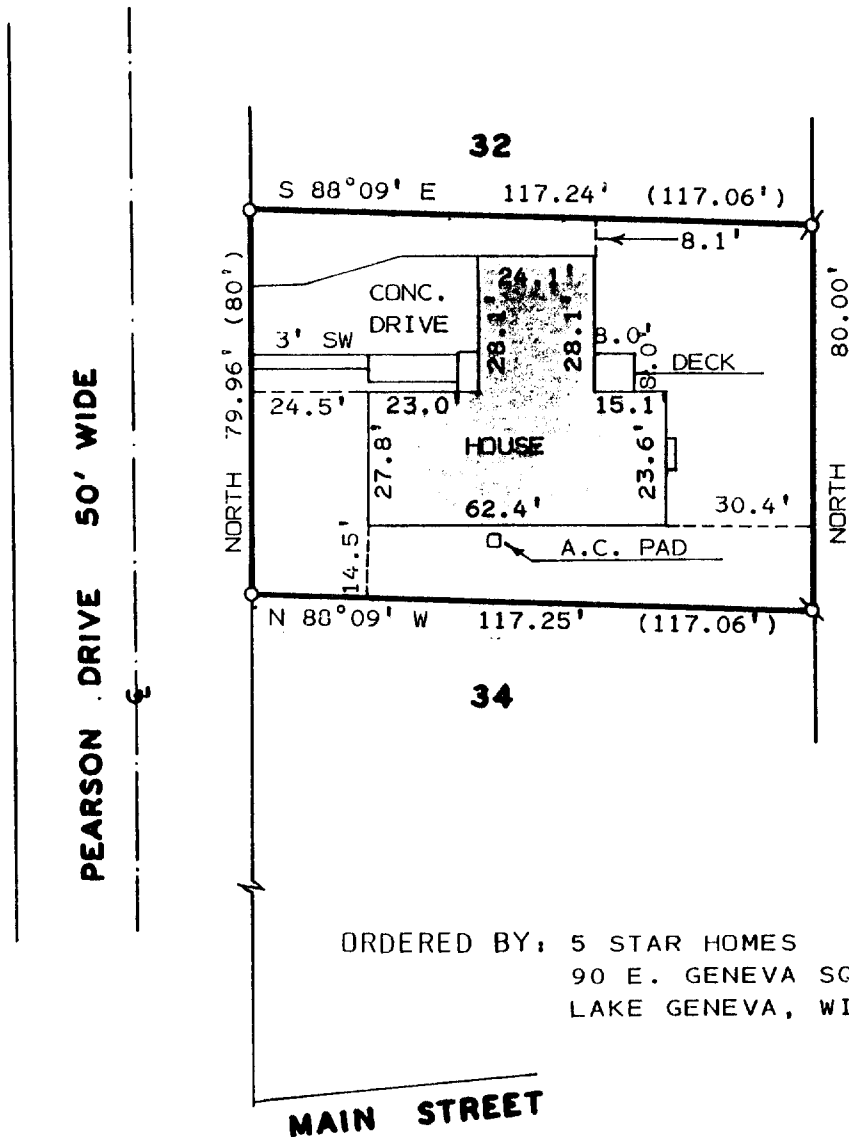 32
S 88°09' E 117.24' (117.06')
8.1'
24.1'
CONC.
DRIVE
28.1'
28.1'
8.0'
8.0'
DECK
3' SW
24.5'
23.0'
15.1'
NORTH 79.96' (80')
NORTH 80.00'
PEARSON DRIVE 50' WIDE
27.8'
HOUSE
23.6'
62.4'
30.4'
14.5'
A.C. PAD
N 88°09' W 117.25' (117.06')
34
ORDERED BY: 5 STAR HOMES
90 E. GENEVA SQ
LAKE GENEVA, WI
MAIN STREET